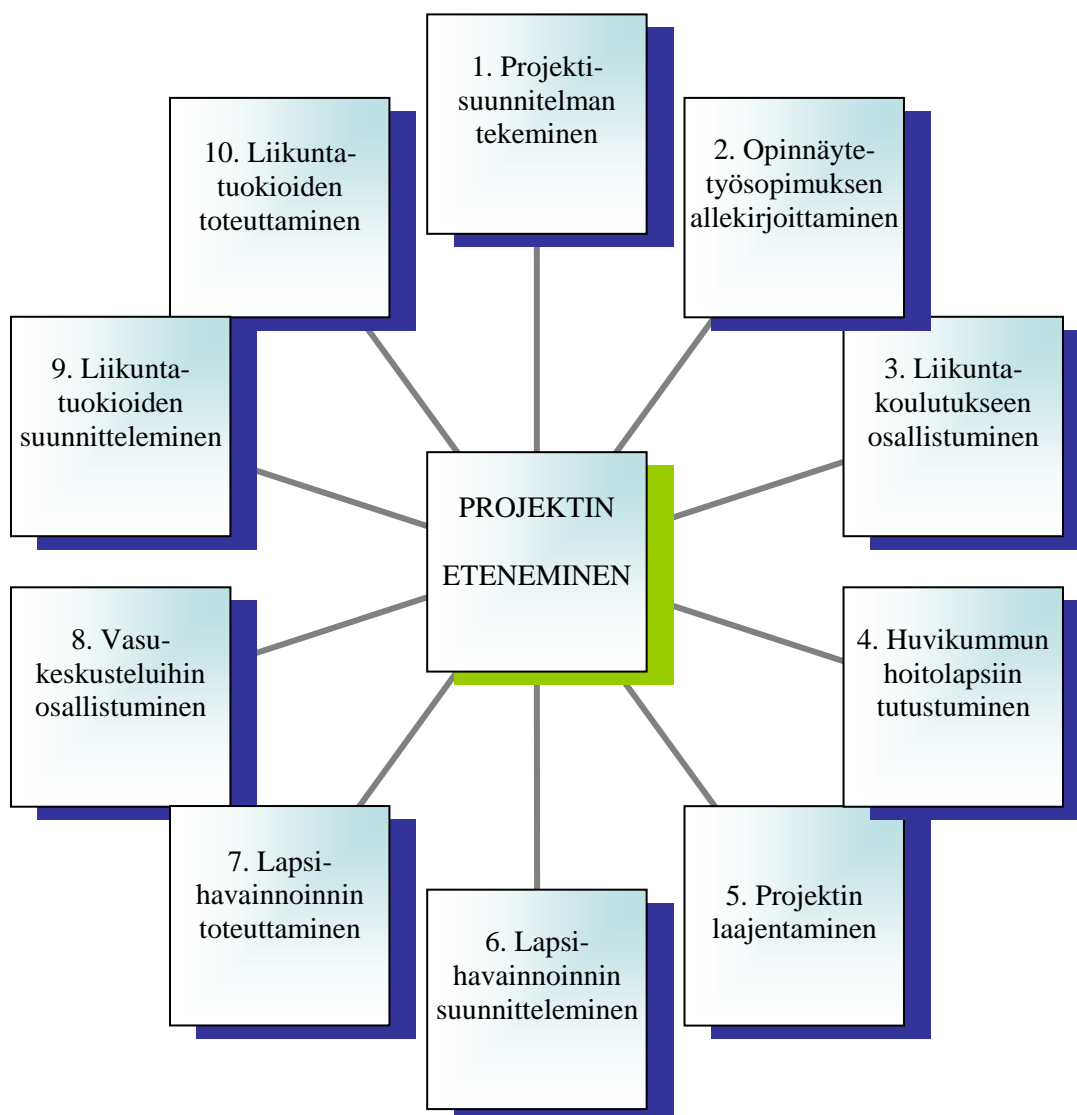 1. Projekti-
suunnitelman
tekeminen
2. Opinnäyte-
työsopimuksen
allekirjoittaminen
3. Liikunta-
koulutukseen
osallistuminen
4. Huvikummun
hoitolapsiin
tutustuminen
5. Projektin
laajentaminen
6. Lapsi-
havainnoinnin
suunnitteleminen
7. Lapsi-
havainnoinnin
toteuttaminen
8. Vasu-
keskusteluihin
osallistuminen
9. Liikunta-
tuokioiden
suunnitteleminen
10. Liikunta-
tuokioiden
toteuttaminen
PROJEKTIN
ETENEMINEN